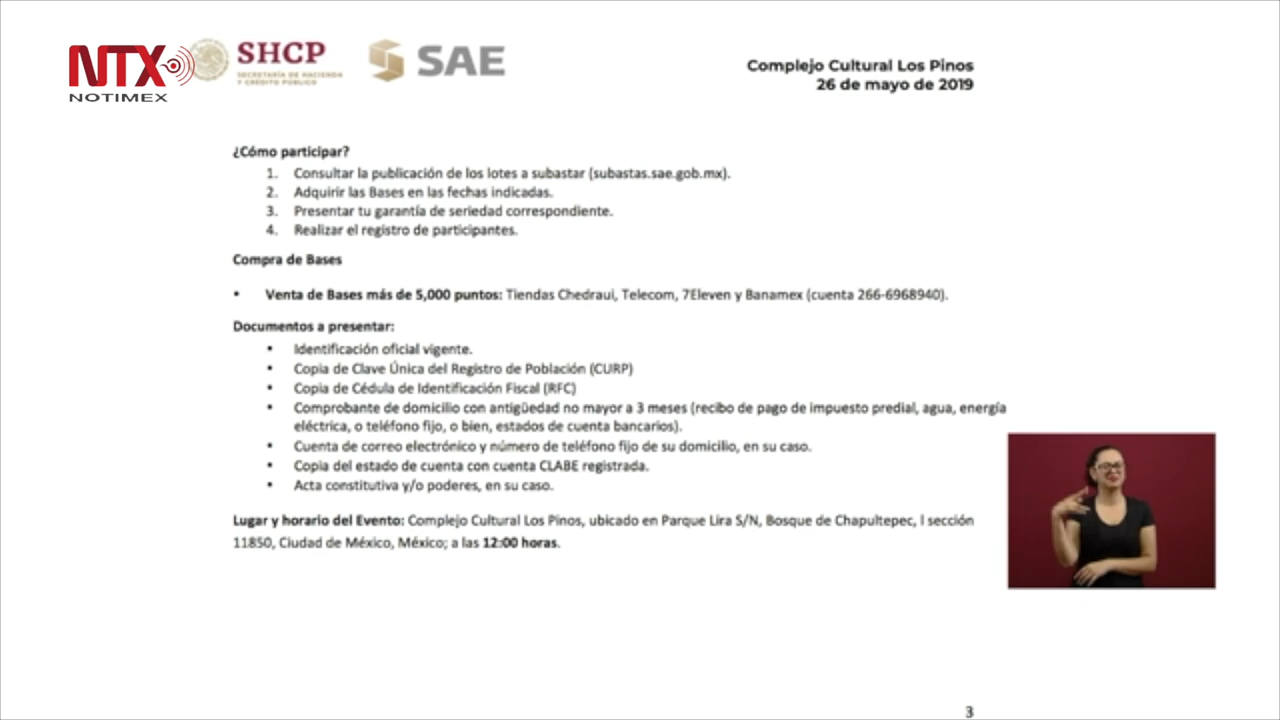 NTX
NOTIMEX
SHCP
SECRETARÍA DE HACIENDA
Y CRÉDITO PÚBLICO
SAE
Complejo Cultural Los Pinos
26 de mayo de 2019
¿Cómo participar?
1. Consultar la publicación de los lotes a subastar (subastas.sae.gob.mx).
2. Adquirir las Bases en las fechas indicadas.
3. Presentar tu garantía de seriedad correspondiente.
4. Realizar el registro de participantes.
Compra de Bases
• Venta de Bases más de 5,000 puntos: Tiendas Chedraui, Telecom, 7Eleven y Banamex (cuenta 266-6968940).
Documentos a presentar:
• Identificación oficial vigente.
• Copia de Clave Única del Registro de Población (CURP)
• Copia de Cédula de Identificación Fiscal (RFC)
• Comprobante de domicilio con antigüedad no mayor a 3 meses (recibo de pago de impuesto predial, agua, energía
eléctrica, o teléfono fijo, o bien, estados de cuenta bancarios).
• Cuenta de correo electrónico y número de teléfono fijo de su domicilio, en su caso.
• Copia del estado de cuenta con cuenta CLABE registrada.
• Acta constitutiva y/o poderes, en su caso.
Lugar y horario del Evento: Complejo Cultural Los Pinos, ubicado en Parque Lira S/N, Bosque de Chapultepec, I sección
11850, Ciudad de México, México; a las 12:00 horas.
3